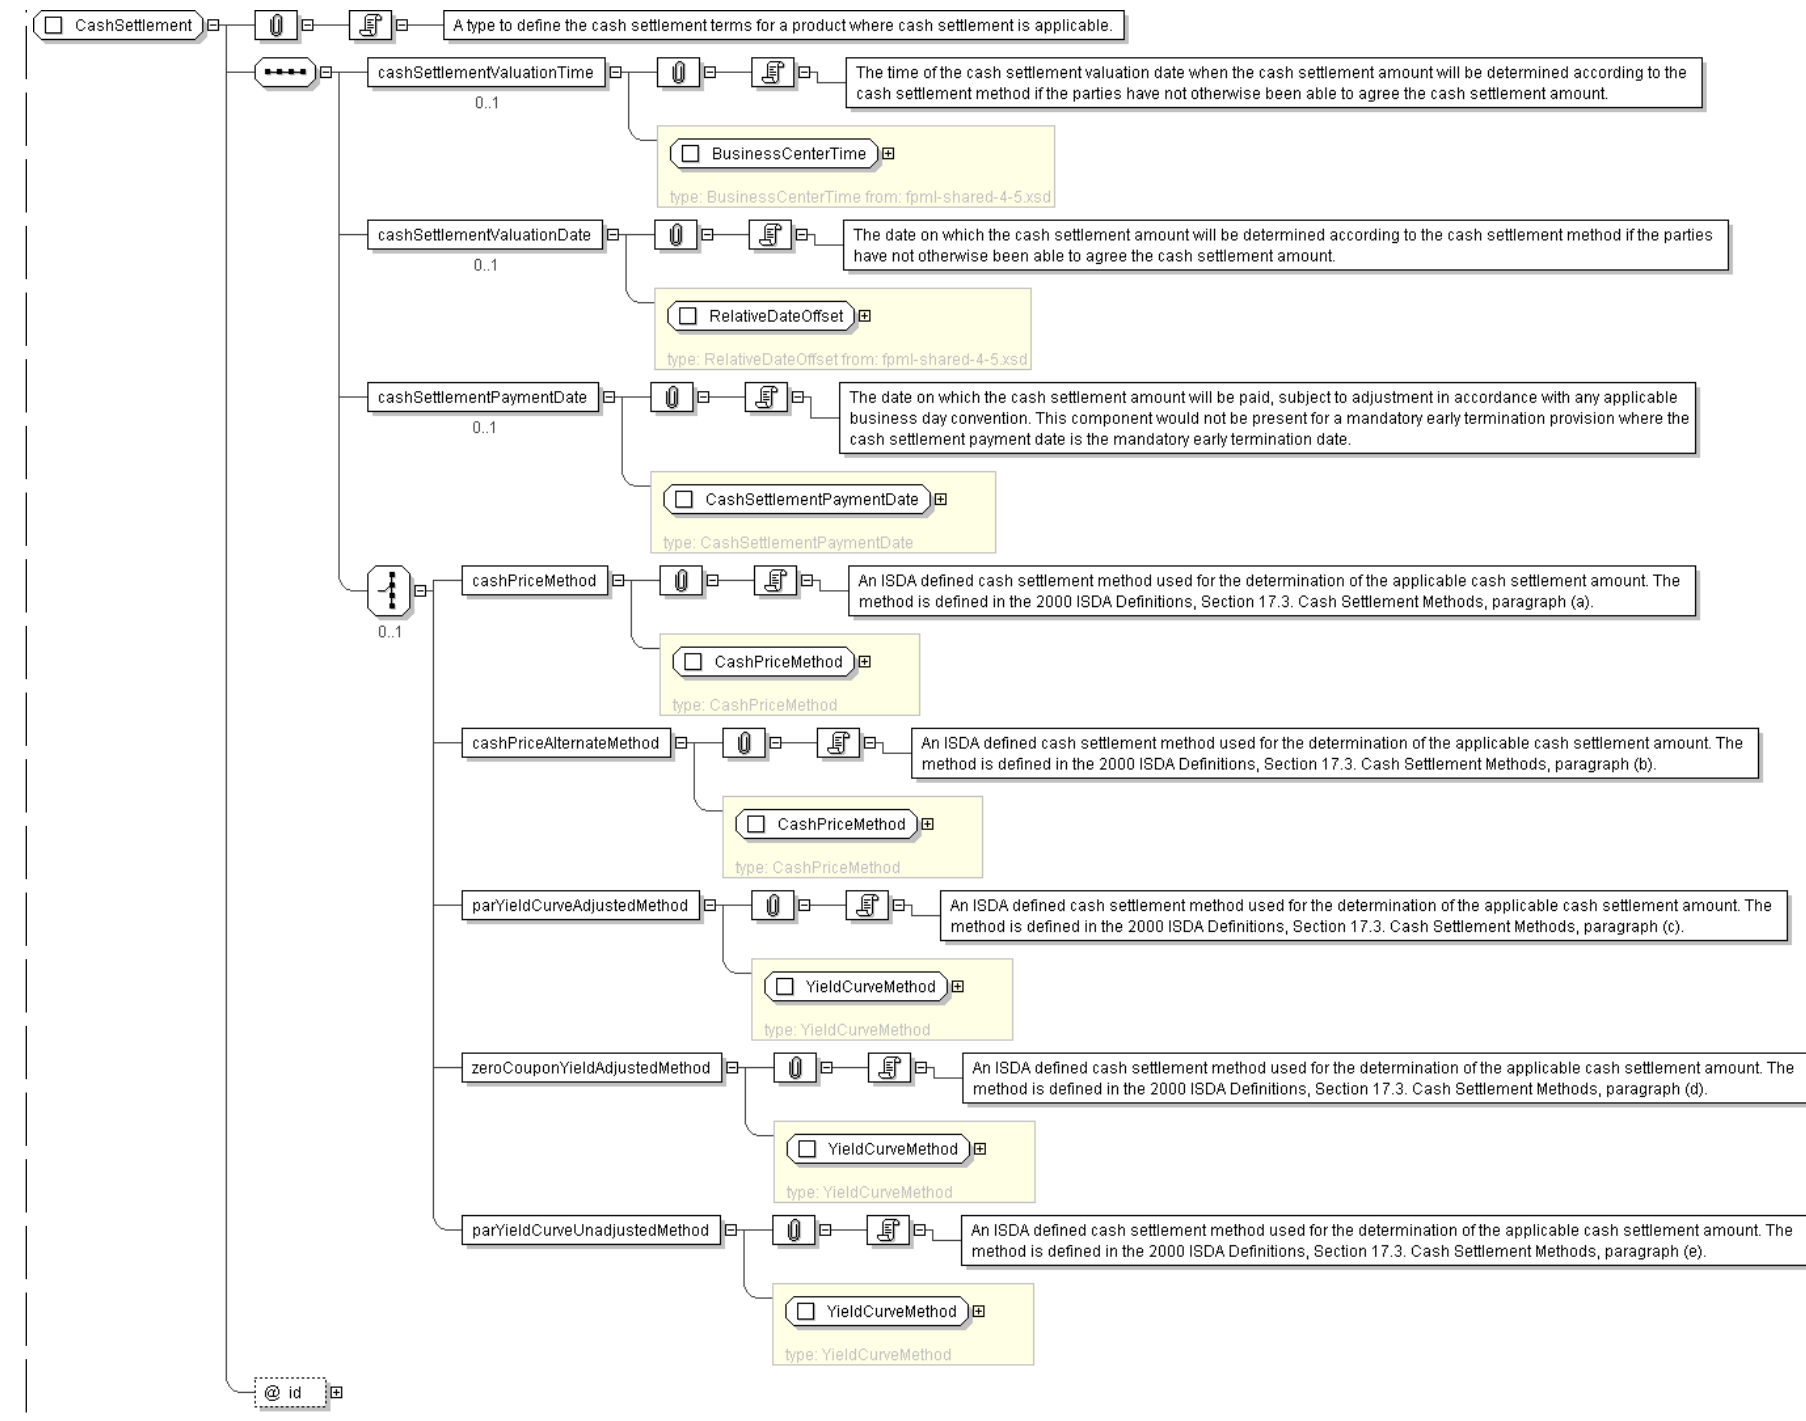 CashSettlement
A type to define the cash settlement terms for a product where cash settlement is applicable.
cashSettlementValuationTime
0..1
The time of the cash settlement valuation date when the cash settlement amount will be determined according to the
cash settlement method if the parties have not otherwise been able to agree the cash settlement amount.
BusinessCenterTime
type: BusinessCenterTime from: fpml-shared-4-5.xsd
cashSettlementValuationDate
0..1
The date on which the cash settlement amount will be determined according to the cash settlement method if the parties
have not otherwise been able to agree the cash settlement amount.
RelativeDateOffset
type: RelativeDateOffset from: fpml-shared-4-5.xsd
cashSettlementPaymentDate
0..1
The date on which the cash settlement amount will be paid, subject to adjustment in accordance with any applicable
business day convention. This component would not be present for a mandatory early termination provision where the
cash settlement payment date is the mandatory early termination date.
CashSettlementPaymentDate
type: CashSettlementPaymentDate
0..1
cashPriceMethod
An ISDA defined cash settlement method used for the determination of the applicable cash settlement amount. The
method is defined in the 2000 ISDA Definitions, Section 17.3. Cash Settlement Methods, paragraph (a).
CashPriceMethod
type: CashPriceMethod
cashPriceAlternateMethod
An ISDA defined cash settlement method used for the determination of the applicable cash settlement amount. The
method is defined in the 2000 ISDA Definitions, Section 17.3. Cash Settlement Methods, paragraph (b).
CashPriceMethod
type: CashPriceMethod
parYieldCurveAdjustedMethod
An ISDA defined cash settlement method used for the determination of the applicable cash settlement amount. The
method is defined in the 2000 ISDA Definitions, Section 17.3. Cash Settlement Methods, paragraph (c).
YieldCurveMethod
type: YieldCurveMethod
zeroCouponYieldAdjustedMethod
An ISDA defined cash settlement method used for the determination of the applicable cash settlement amount. The
method is defined in the 2000 ISDA Definitions, Section 17.3. Cash Settlement Methods, paragraph (d).
YieldCurveMethod
type: YieldCurveMethod
parYieldCurveUnadjustedMethod
An ISDA defined cash settlement method used for the determination of the applicable cash settlement amount. The
method is defined in the 2000 ISDA Definitions, Section 17.3. Cash Settlement Methods, paragraph (e).
YieldCurveMethod
type: YieldCurveMethod
@ id